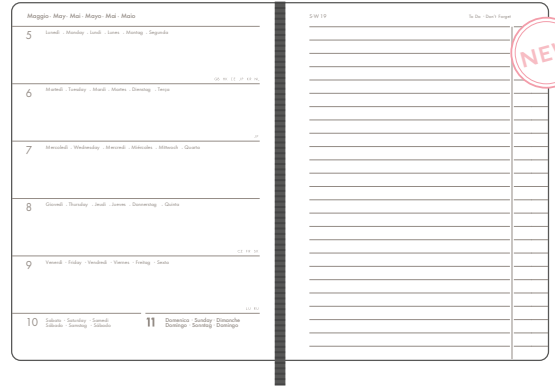 Maggio · May · Mai · Mayo · Mai · Maio
5 Lunedì · Monday · Lundi · Lunes · Montag · Segunda
6 Martedì · Tuesday · Mardi · Martes · Dienstag · Terça
7 Mercoledì · Wednesday · Mercredi · Miércoles · Mittwoch · Quarta
8 Giovedì · Thursday · Jeudi · Jueves · Donnerstag · Quinta
9 Venerdì · Friday · Vendredi · Viernes · Freitag · Sexta
10 Sabato · Saturday · Samedi
Sábado · Samstag · Sábado
11 Domenica · Sunday · Dimanche
Domingo · Sonntag · Domingo
S W 19
To Do - Don't Forget